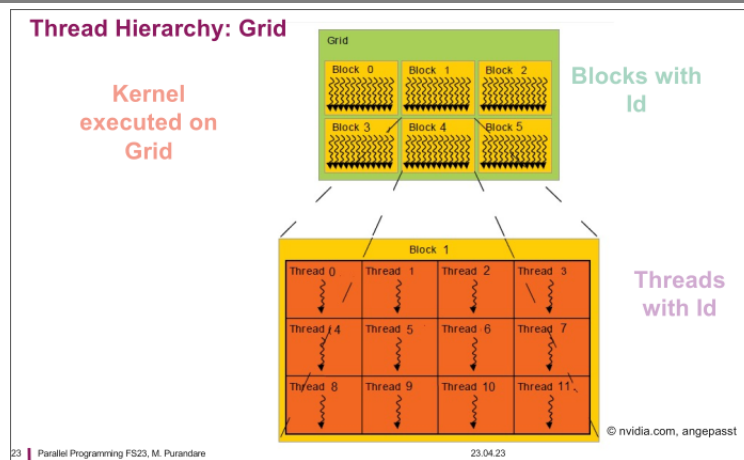 Thread Hierarchy: Grid
Grid
Block 0
Block 1
Block 2
Block 3
Block 4
Block 5
Kernel
executed on
Grid
Blocks with
Id
Block 1
Thread 0
Thread 1
Thread 2
Thread 3
Thread 4
Thread 5
Thread 6
Thread 7
Thread 8
Thread 9
Thread 10
Thread 11
Threads
with Id
© nvidia.com, angepasst
23 Parallel Programming FS23, M. Purandare
23.04.23